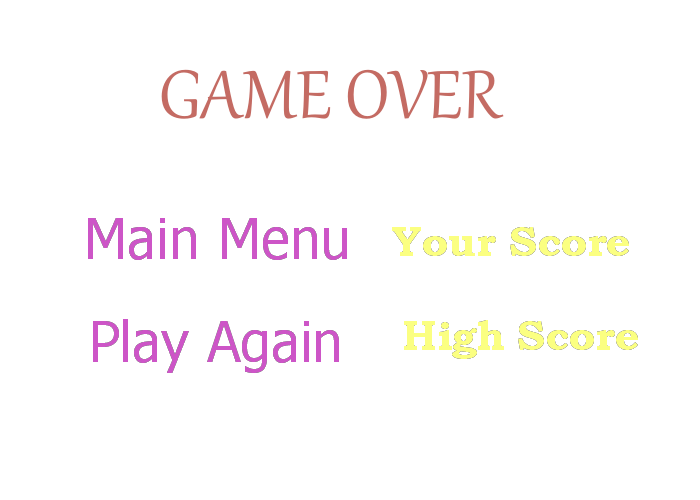 GAME OVER
Main Menu
Your Score
Play Again
High Score